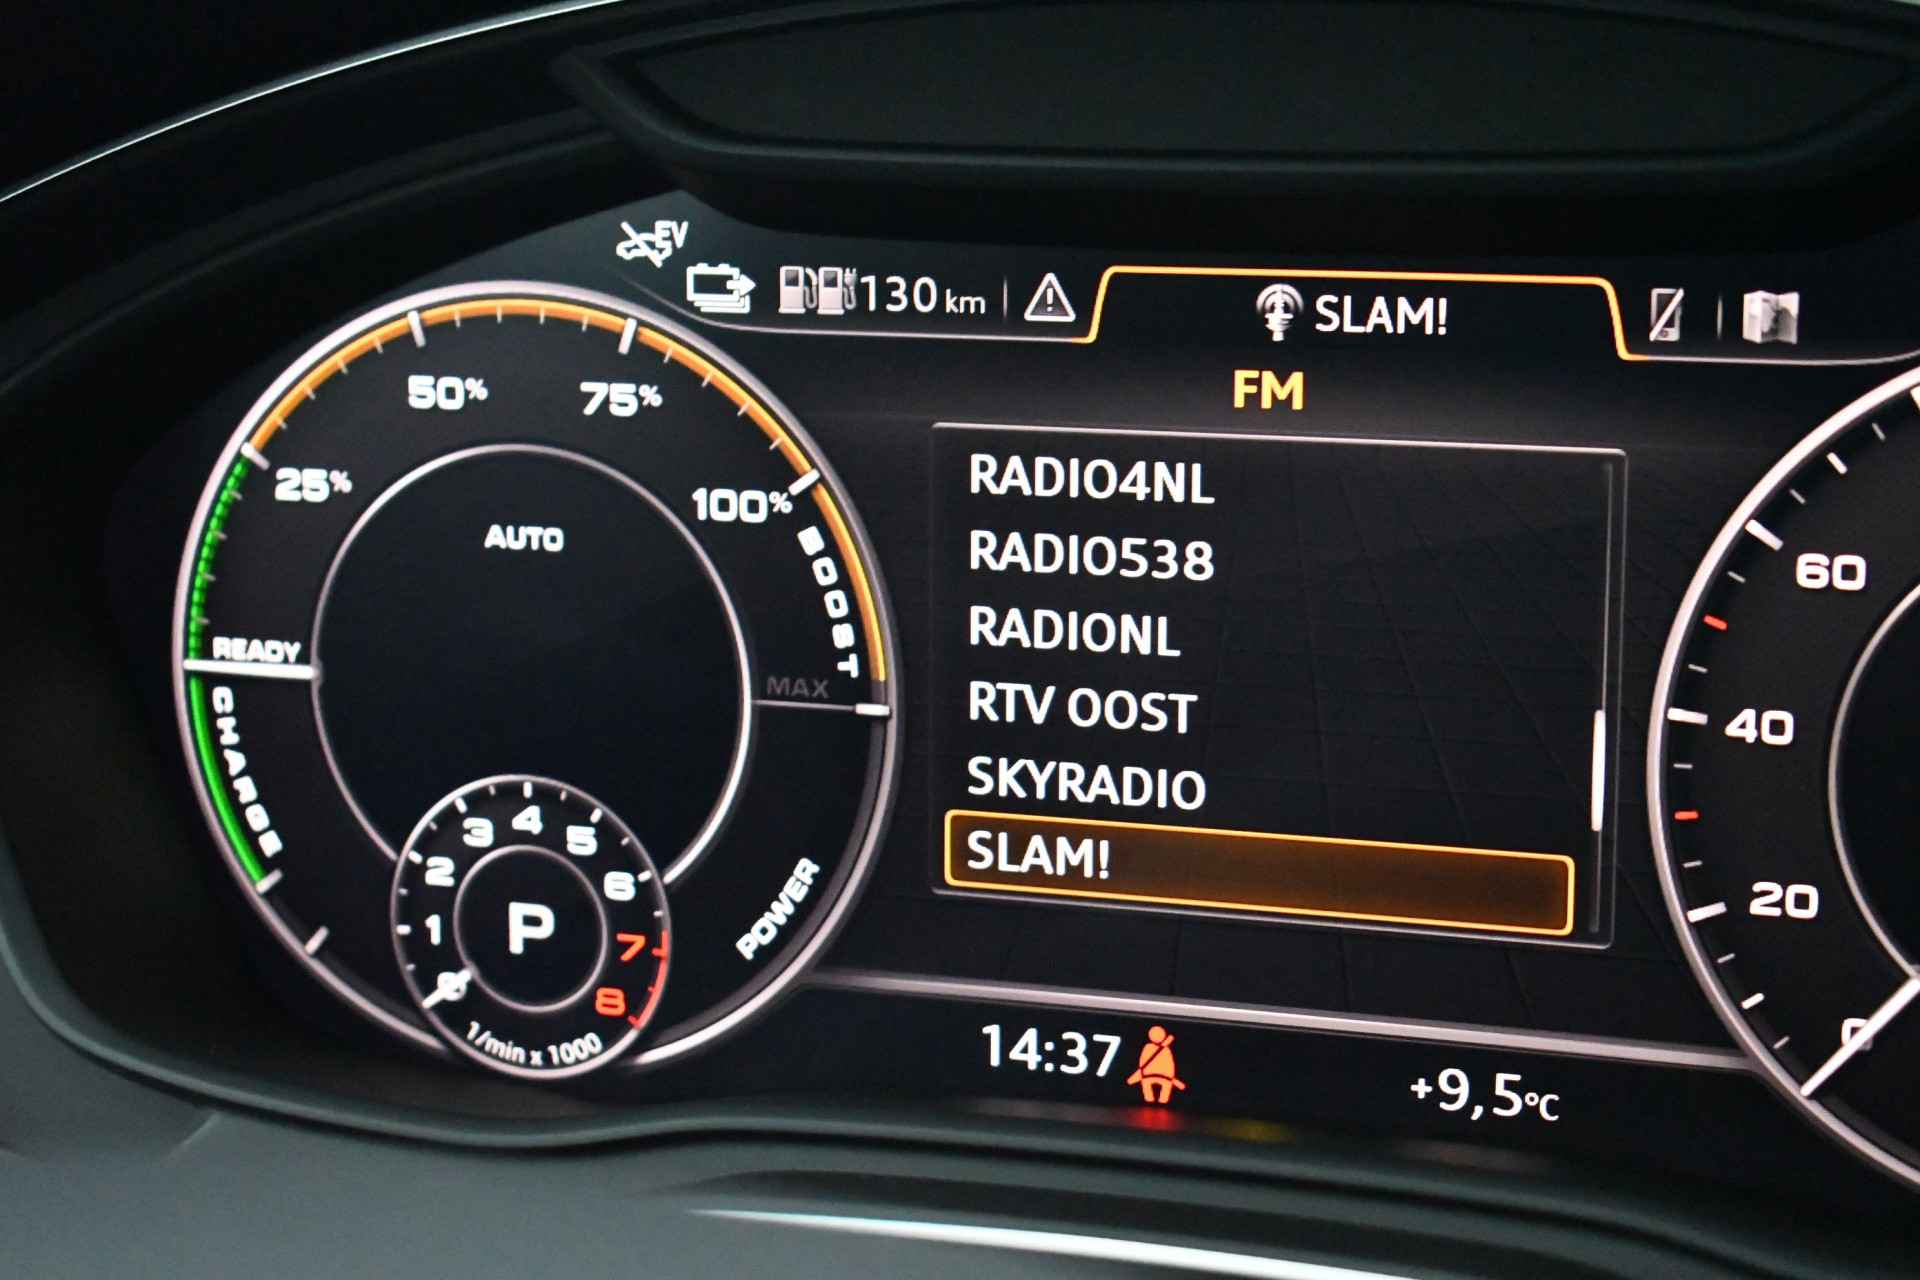 EV
130 km
SLAM!
FM
RADIO4NL
RADIO538
RADIONL
RTV OOST
SKYRADIO
SLAM!
14:37
+9,5°C
25%
50%
75%
100%
BOOST
AUTO
READY
MAX
CHARGE
POWER
0
1
2
3
4
5
6
7
8
P
1/min x 1000
60
40
20
0